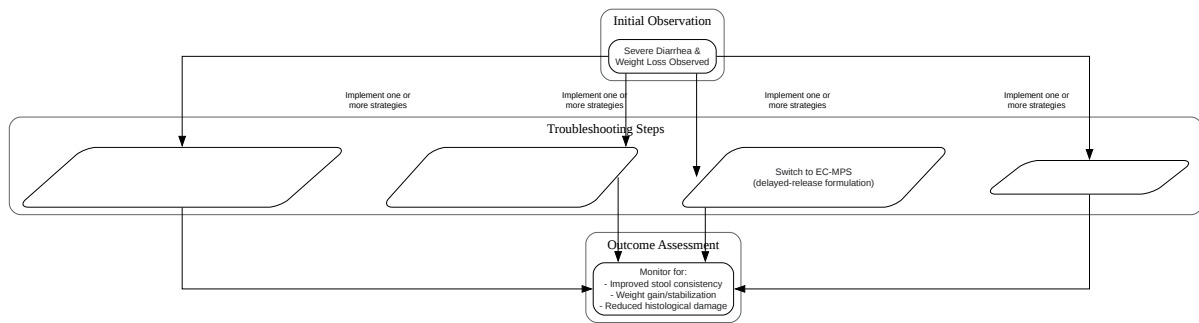 Initial Observation
Severe Diarrhea &
Weight Loss Observed
Implement one or
more strategies
Implement one or
more strategies
Implement one or
more strategies
Implement one or
more strategies
Troubleshooting Steps
Switch to EC-MPS
(delayed-release formulation)
Outcome Assessment
Monitor for:
- Improved stool consistency
- Weight gain/stabilization
- Reduced histological damage